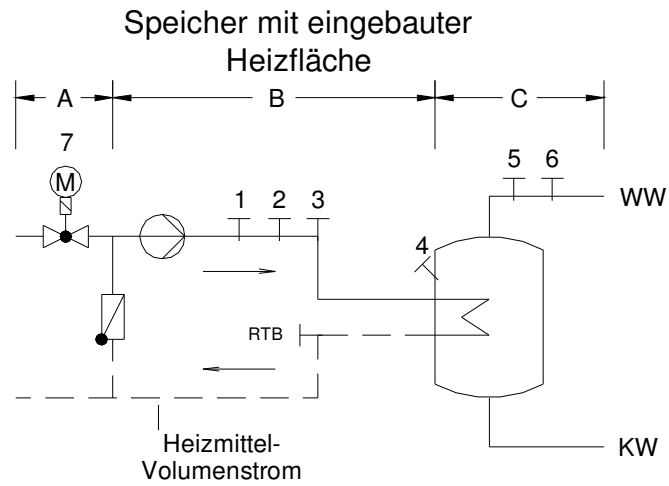 Speicher mit eingebauter
Heizfläche
A B C
7
M
1 2 3
5 6
WW
4
RTB
Heizmittel-
Volumenstrom
KW